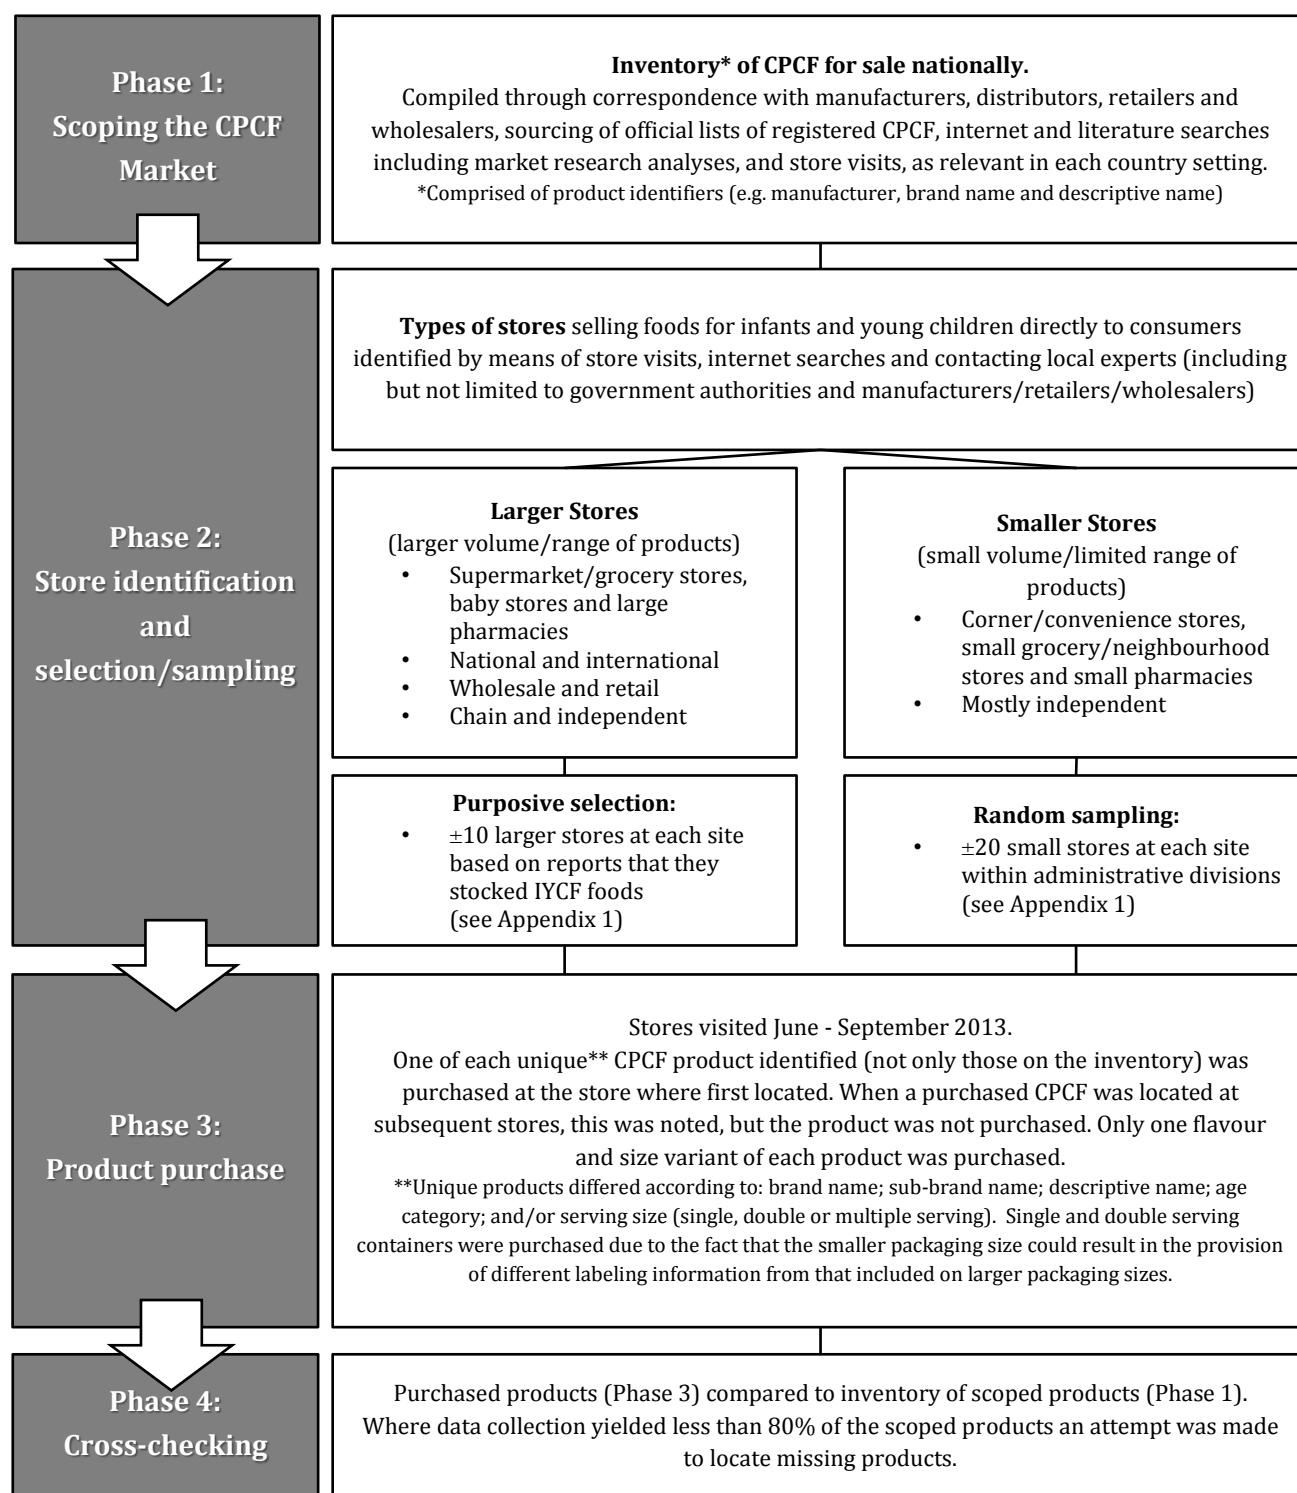 Phase 1:
Scoping the CPCF
Market
Inventory* of CPCF for sale nationally.
Compiled through correspondence with manufacturers, distributors, retailers and
wholesalers, sourcing of official lists of registered CPCF, internet and literature searches
including market research analyses, and store visits, as relevant in each country setting.
*Comprised of product identifiers (e.g. manufacturer, brand name and descriptive name)
Phase 2:
Store identification
and
selection/sampling
Types of stores selling foods for infants and young children directly to consumers
identified by means of store visits, internet searches and contacting local experts (including
but not limited to government authorities and manufacturers/retailers/wholesalers)
Larger Stores
(larger volume/range of products)
• Supermarket/grocery stores,
baby stores and large
pharmacies
• National and international
• Wholesale and retail
• Chain and independent
Smaller Stores
(small volume/limited range of
products)
• Corner/convenience stores,
small grocery/neighbourhood
stores and small pharmacies
• Mostly independent
Purposive selection:
• ±10 larger stores at each site
based on reports that they
stocked IYCF foods
(see Appendix 1)
Random sampling:
• ±20 small stores at each site
within administrative divisions
(see Appendix 1)
Phase 3:
Product purchase
Stores visited June - September 2013.
One of each unique** CPCF product identified (not only those on the inventory) was
purchased at the store where first located. When a purchased CPCF was located at
subsequent stores, this was noted, but the product was not purchased. Only one flavour
and size variant of each product was purchased.
**Unique products differed according to: brand name; sub-brand name; descriptive name; age
category; and/or serving size (single, double or multiple serving). Single and double serving
containers were purchased due to the fact that the smaller packaging size could result in the provision
of different labeling information from that included on larger packaging sizes.
Phase 4:
Cross-checking
Purchased products (Phase 3) compared to inventory of scoped products (Phase 1).
Where data collection yielded less than 80% of the scoped products an attempt was made
to locate missing products.